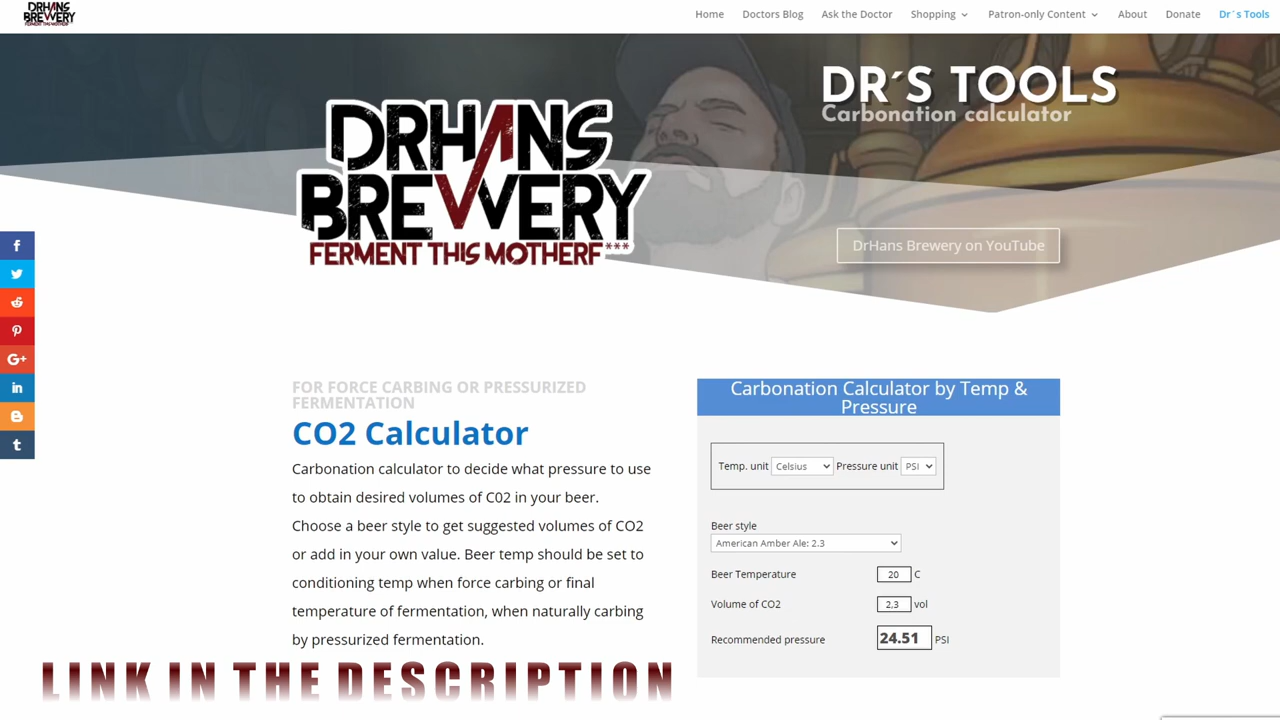 DRHANS
BREWERY
FERMENT THIS MOTHERF***
Home
Doctors Blog
Ask the Doctor
Shopping
Patron-only Content
About
Donate
Dr´s Tools
DR´S TOOLS
Carbonation calculator
DRHANS
BREWERY
FERMENT THIS MOTHERF***
DrHans Brewery on YouTube
FOR FORCE CARBING OR PRESSURIZED
FERMENTATION
CO2 Calculator
Carbonation calculator to decide what pressure to use
to obtain desired volumes of C02 in your beer.
Choose a beer style to get suggested volumes of CO2
or add in your own value. Beer temp should be set to
conditioning temp when force carbing or final
temperature of fermentation, when naturally carbing
by pressurized fermentation.
Carbonation Calculator by Temp &
Pressure
Temp. unit Celsius Pressure unit PSI
Beer style
American Amber Ale: 2.3
Beer Temperature 20 C
Volume of CO2 2,3 vol
Recommended pressure 24.51 PSI
LINK IN THE DESCRIPTION